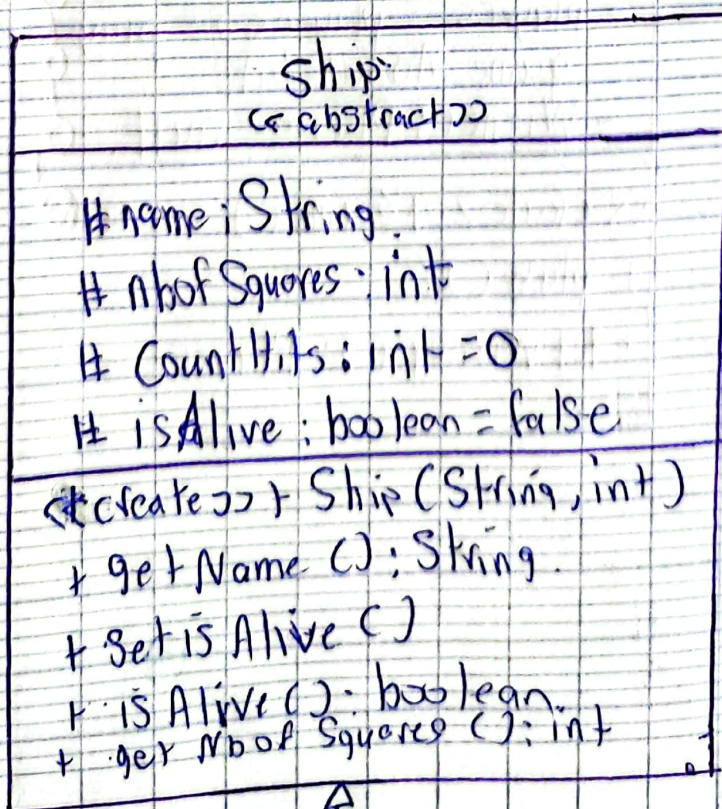 Ship
<<abstract>>
# name : String.
# nbofSquares : int
# CountHits : int = 0
# isAlive : boolean = false
<<create>> + Ship (String, int)
+ getName () : String.
+ SetisAlive ()
+ isAlive () : boolean.
+ getNbofSquares () : int